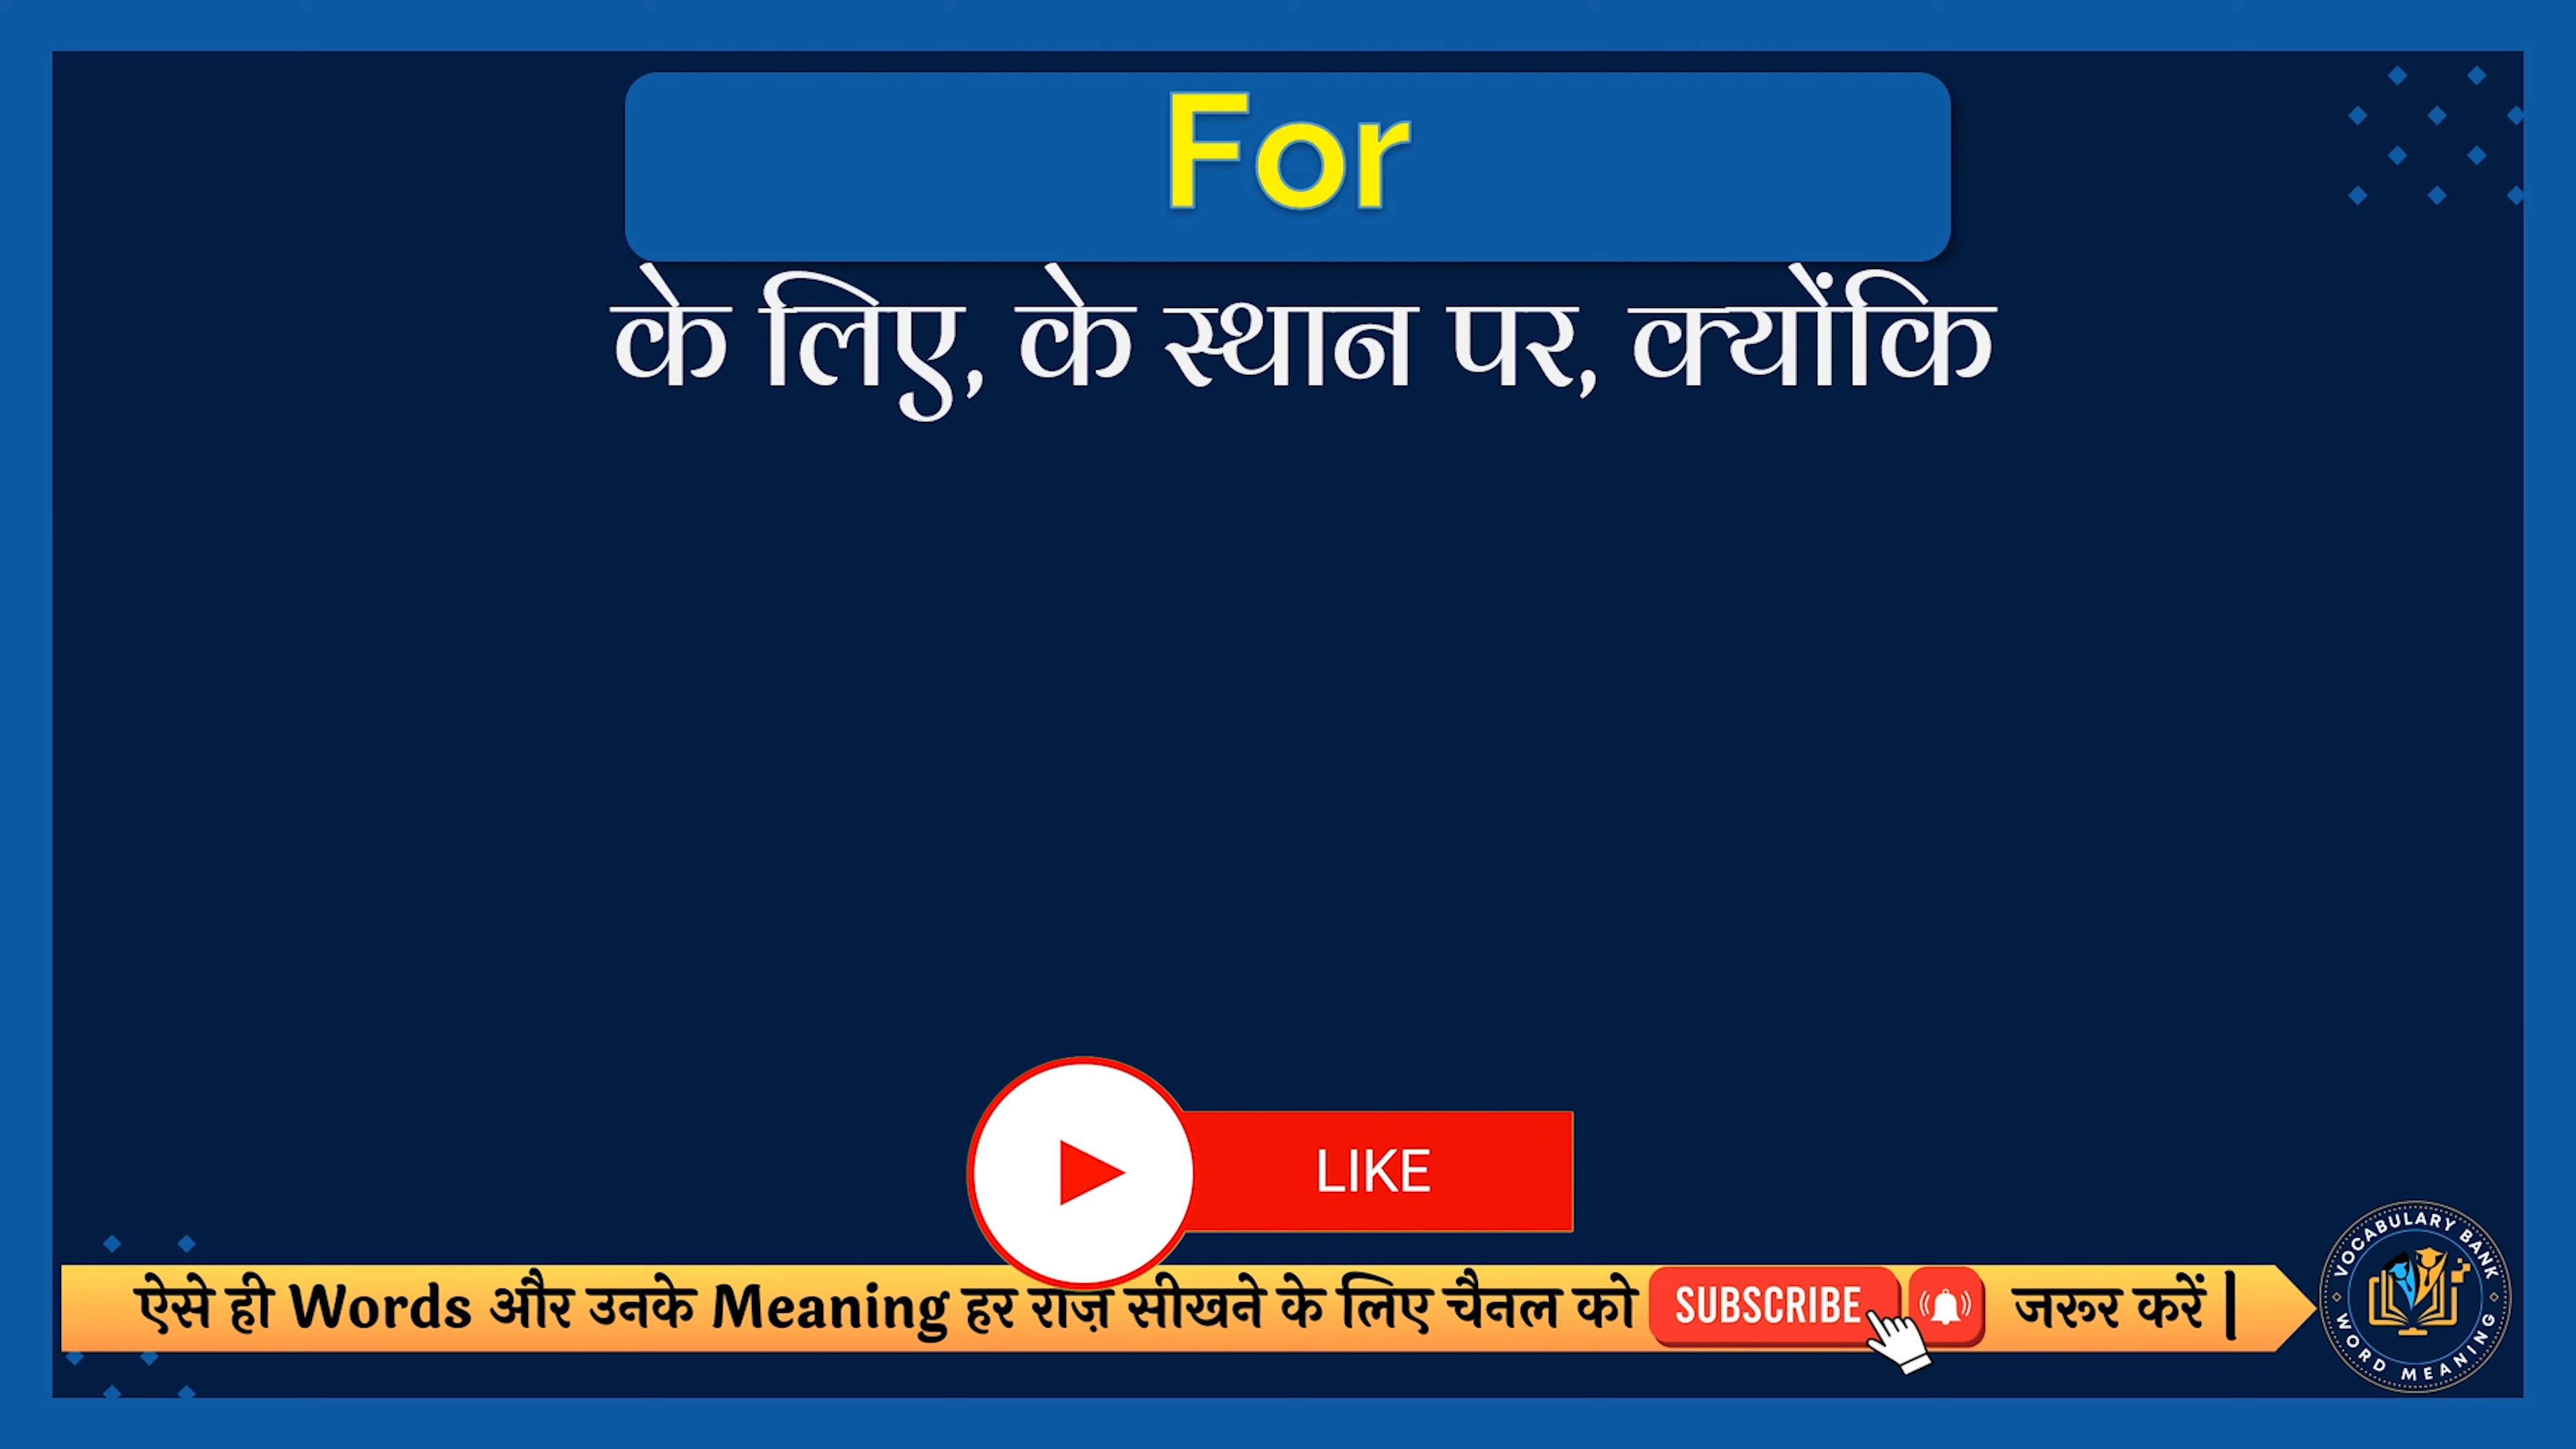 For
के लिए, के स्थान पर, क्योंकि
LIKE
ऐसे ही Words और उनके Meaning हर रोज़ सीखने के लिए चैनल को SUBSCRIBE जरूर करें |
VOCABULARY BANK
WORD MEANING